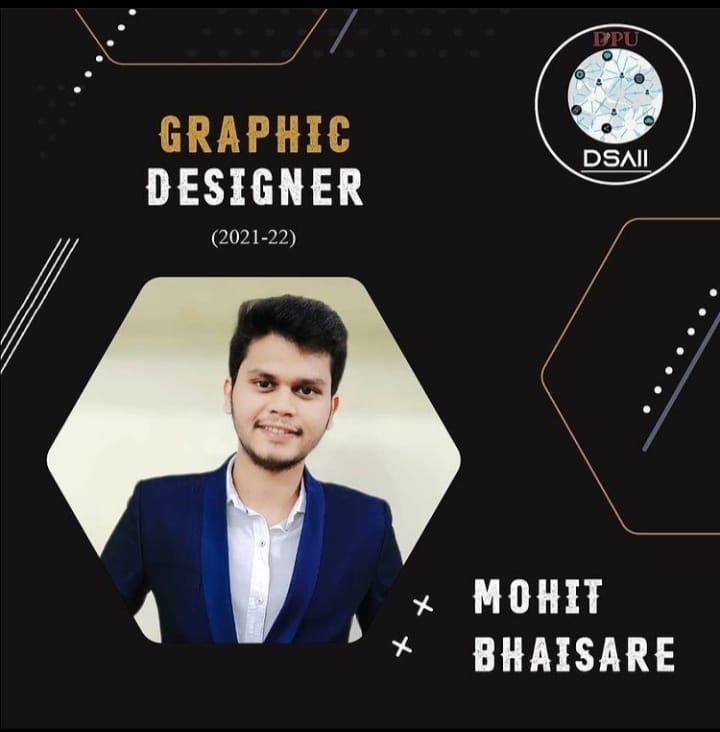 DPU
DSAII
GRAPHIC
DESIGNER
(2021-22)
MOHIT
BHAISARE